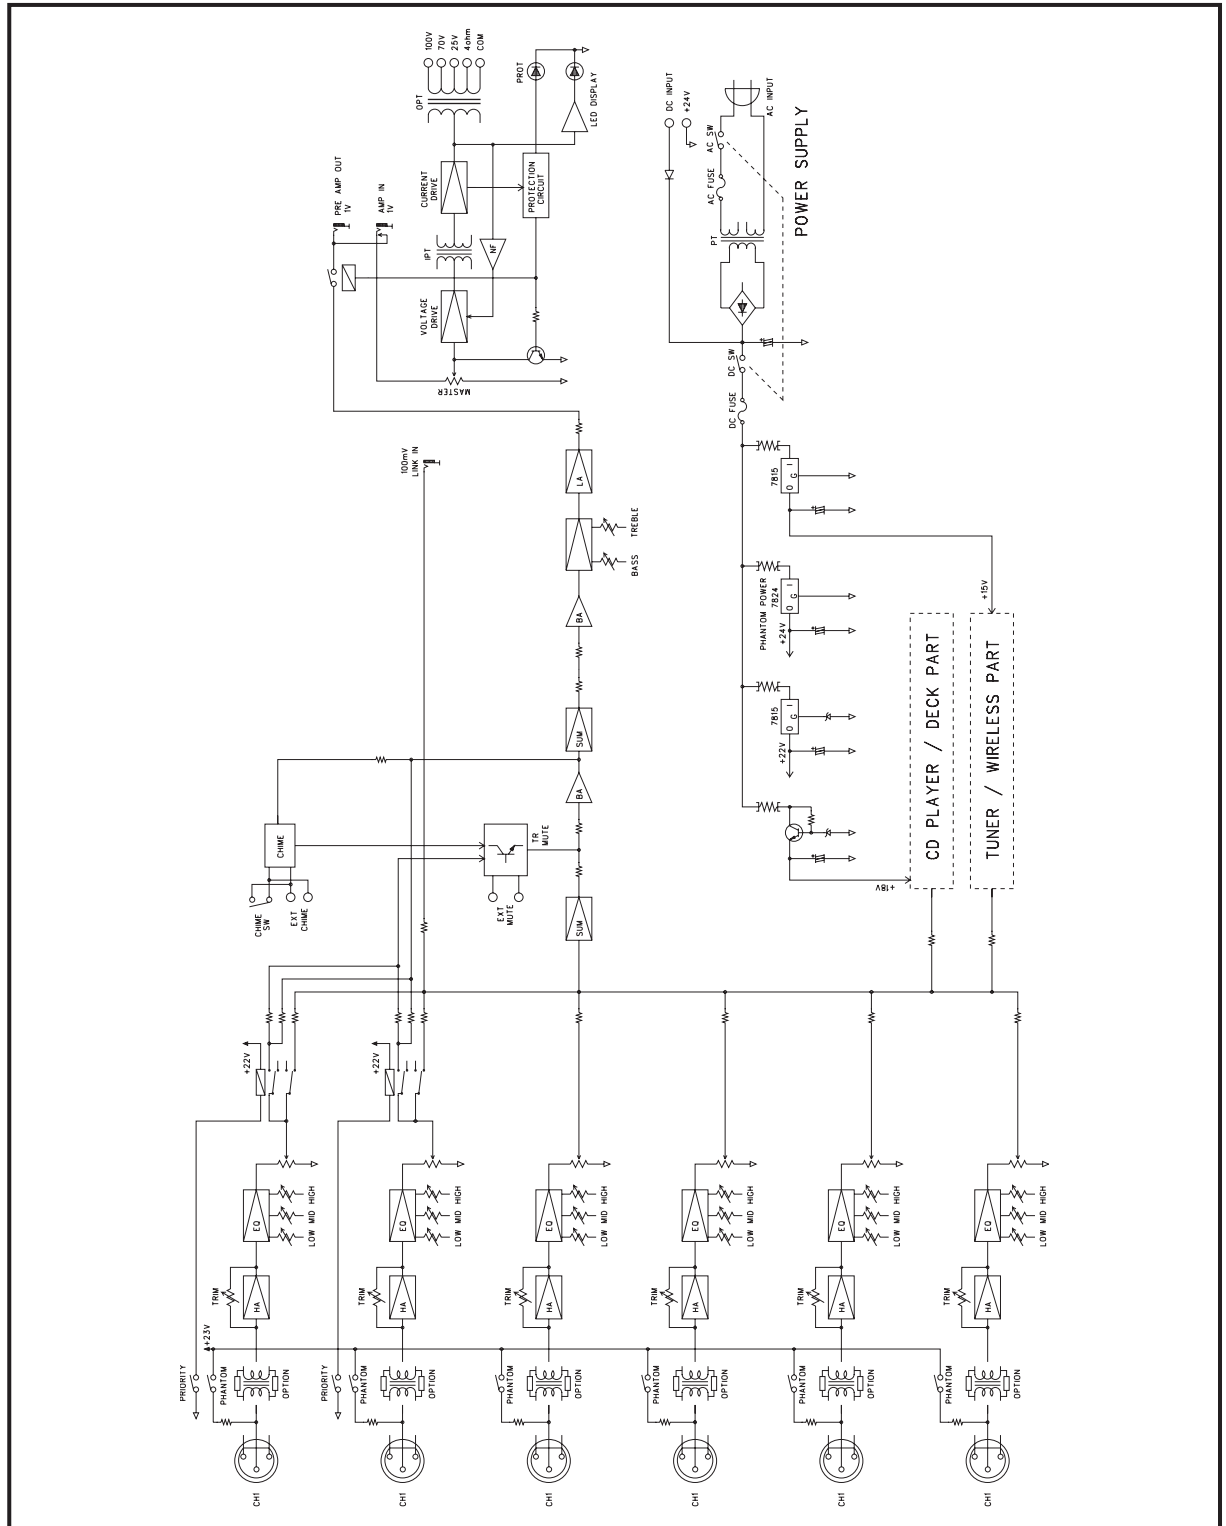 100V
70V
25V
4ohm
COM
OPT
PROT
LED DISPLAY
DC INPUT
+24V
AC INPUT
AC SW
AC FUSE
PT
POWER SUPPLY
PRE AMP OUT
1V
AMP IN
1V
CURRENT
DRIVE
PROTECTION
CIRCUIT
IPT
NF
VOLTAGE
DRIVE
MASTER
DC SW
DC FUSE
100mV
LINK IN
LA
TREBLE
BASS
BA
SUM
BA
7815
O G I
PHANTOM POWER
7824
O G I
+24V
7815
O G I
+22V
+15V
+18V
CD PLAYER / DECK PART
TUNER / WIRELESS PART
CHIME
CHIME
SW
EXT
CHIME
TR
MUTE
EXT
MUTE
SUM
+22V
+22V
EQ
LOW MID HIGH
EQ
LOW MID HIGH
EQ
LOW MID HIGH
EQ
LOW MID HIGH
EQ
LOW MID HIGH
EQ
LOW MID HIGH
TRIM
HA
TRIM
HA
TRIM
HA
TRIM
HA
TRIM
HA
TRIM
HA
+23V
PRIORITY
PHANTOM
OPTION
PRIORITY
PHANTOM
OPTION
PHANTOM
OPTION
PHANTOM
OPTION
PHANTOM
OPTION
PHANTOM
OPTION
CH1
CH1
CH1
CH1
CH1
CH1